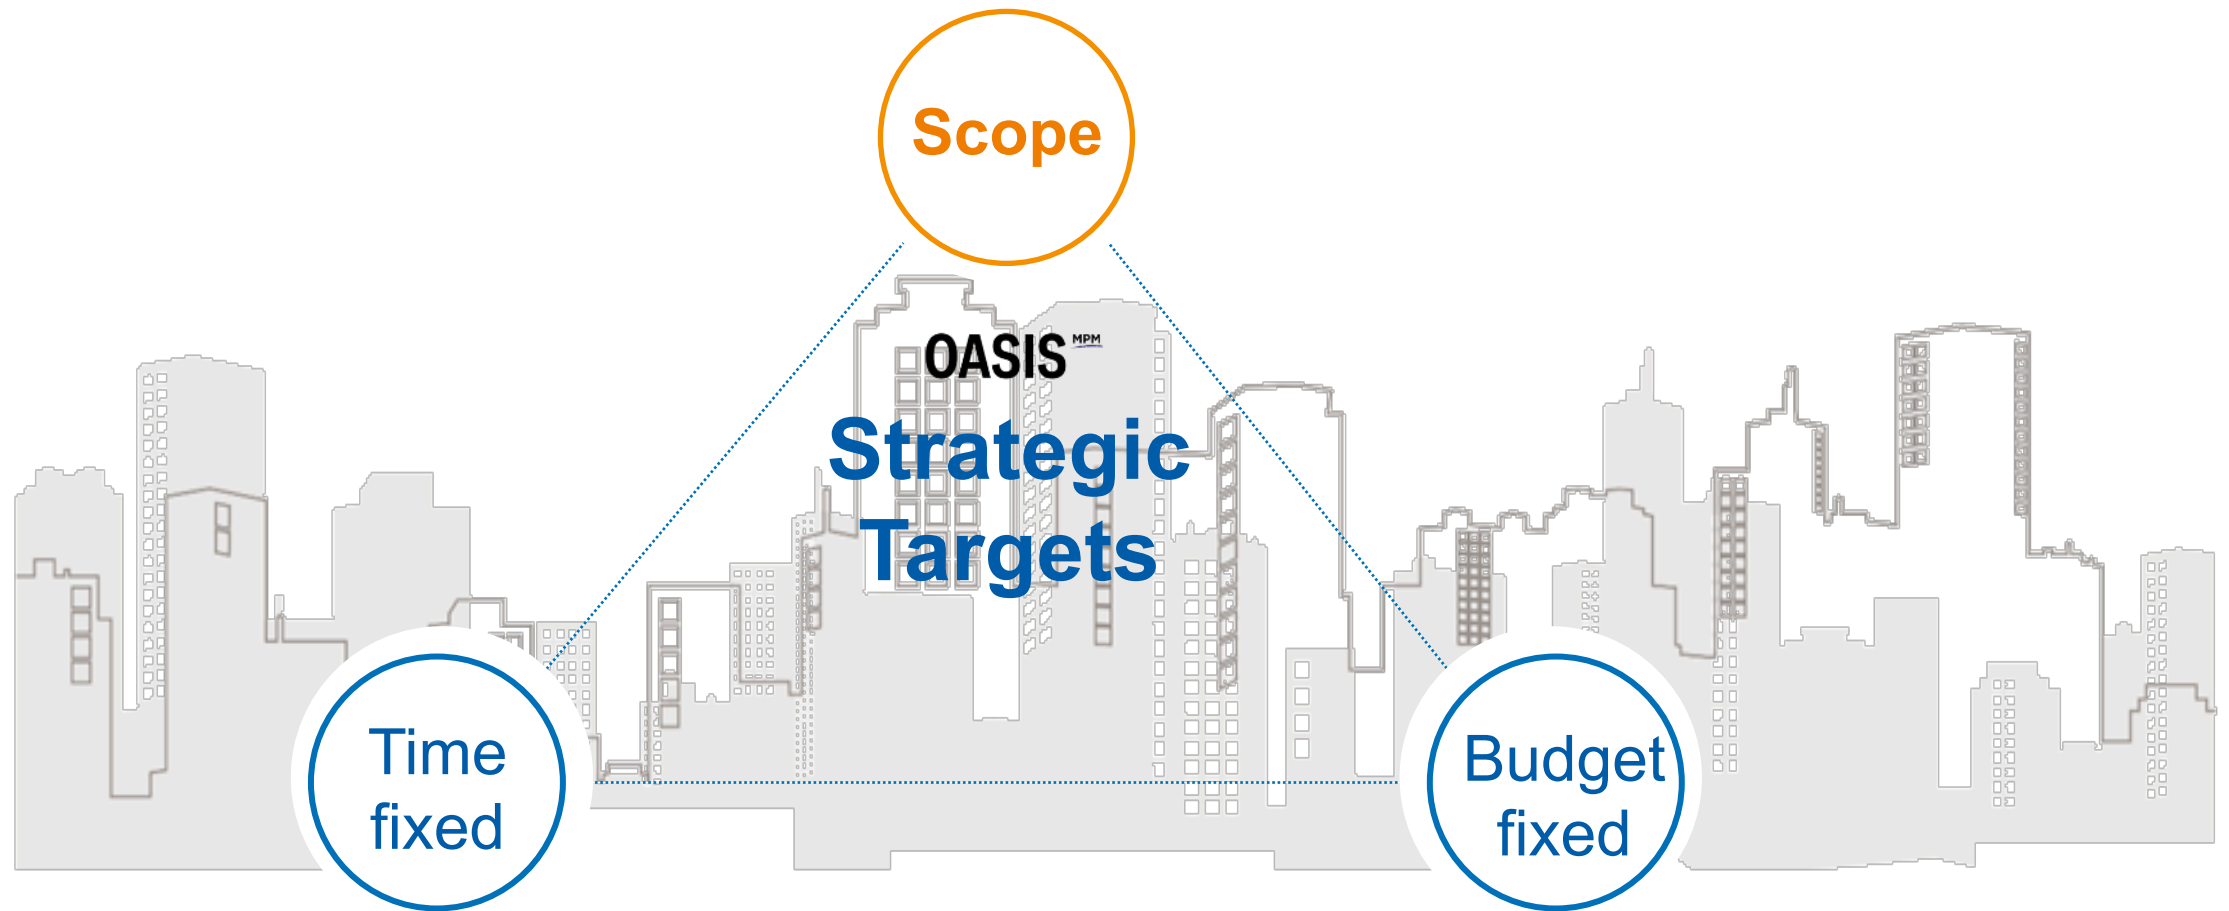 Scope
OASIS MPM
Strategic
Targets
Time
fixed
Budget
fixed